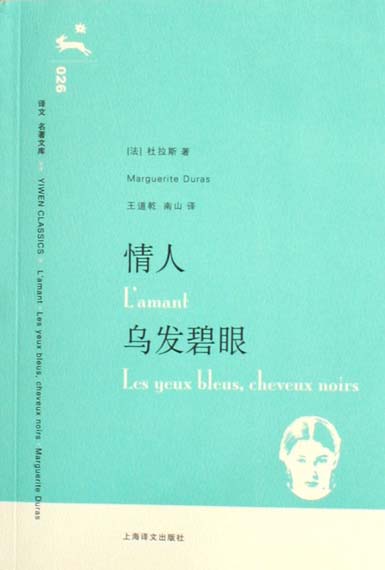 026
译文 名著文库
YIWEN CLASSICS
L'amant Les yeux bleus, cheveux noirs Marguerite Duras
[法] 杜拉斯 著
Marguerite Duras
王道乾 南山 译
情人
L'amant
乌发碧眼
Les yeux bleus, cheveux noirs
上海译文出版社